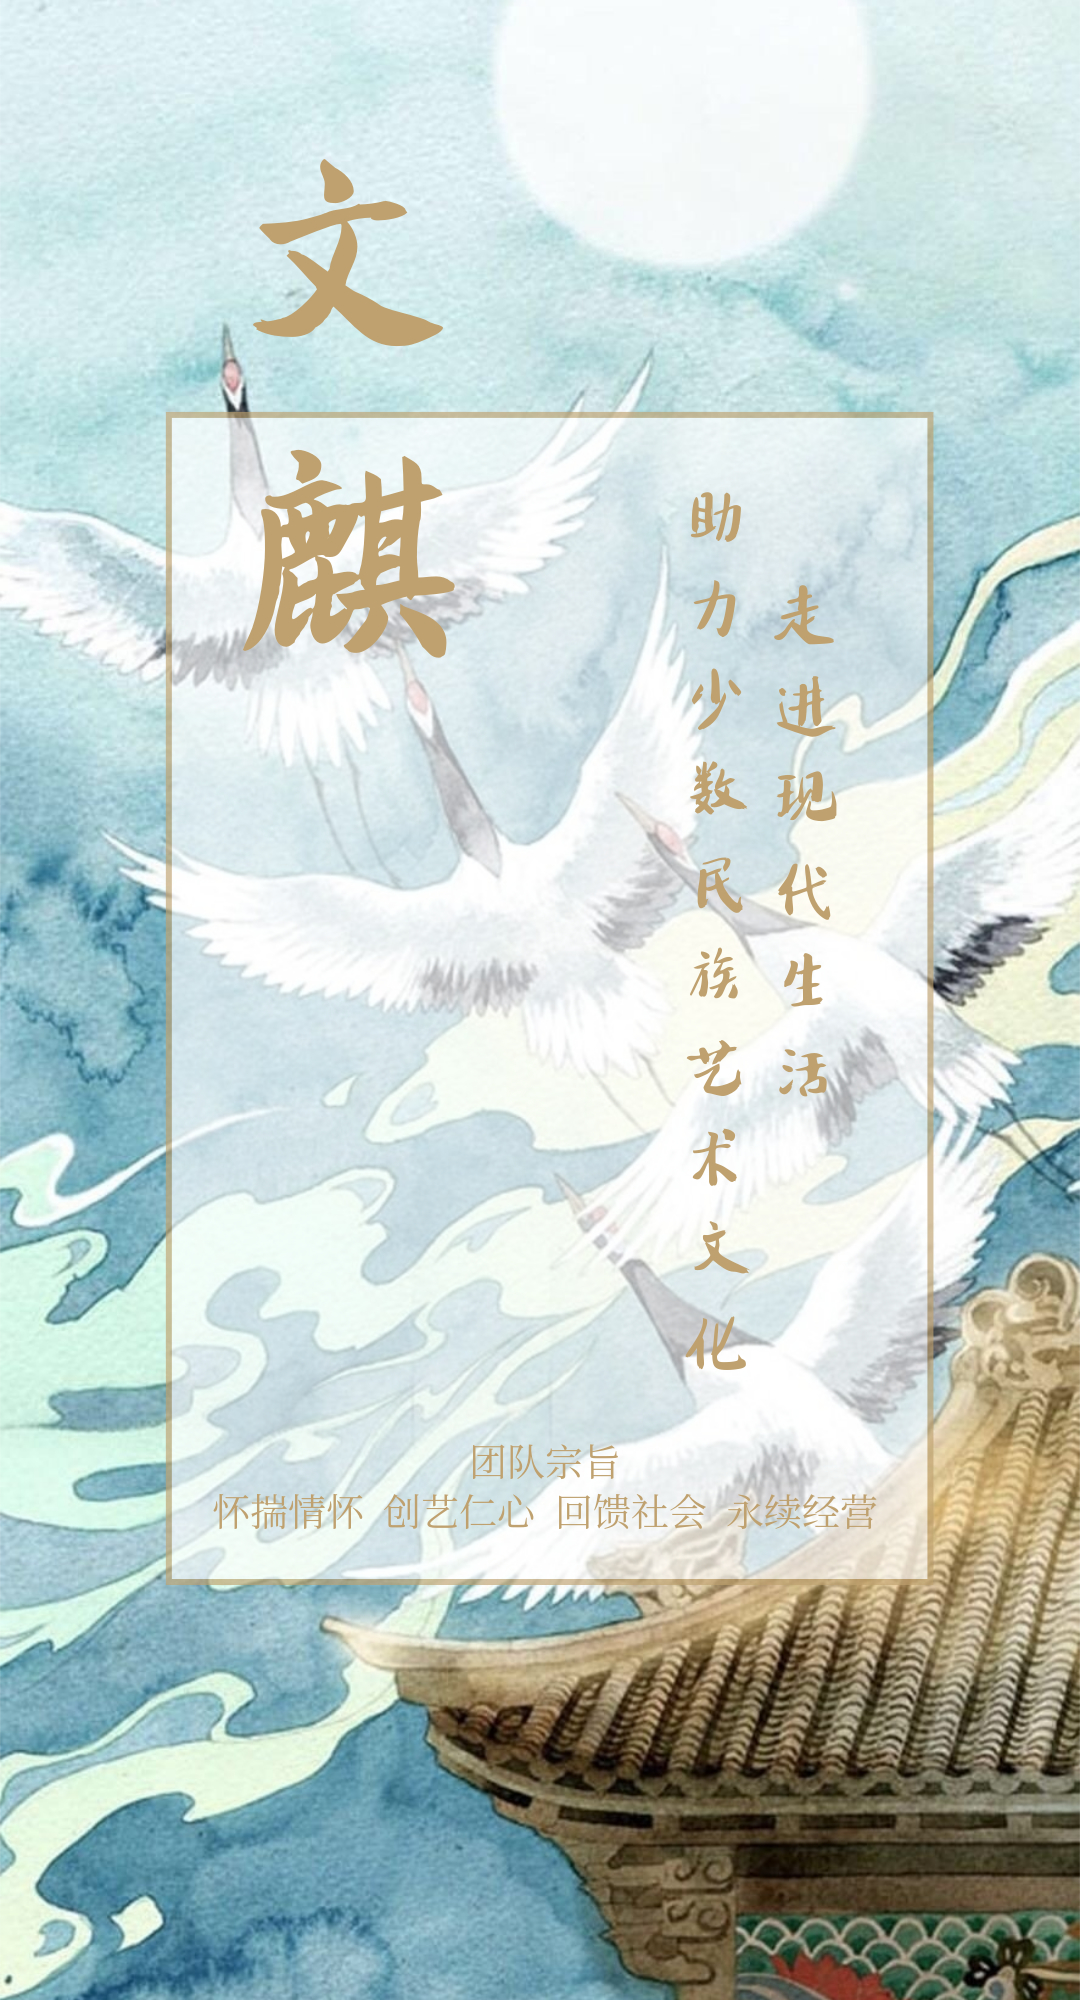 文麒
助力少数民族艺术文化
走进现代生活
团队宗旨
怀揣情怀 创艺仁心 回馈社会 永续经营